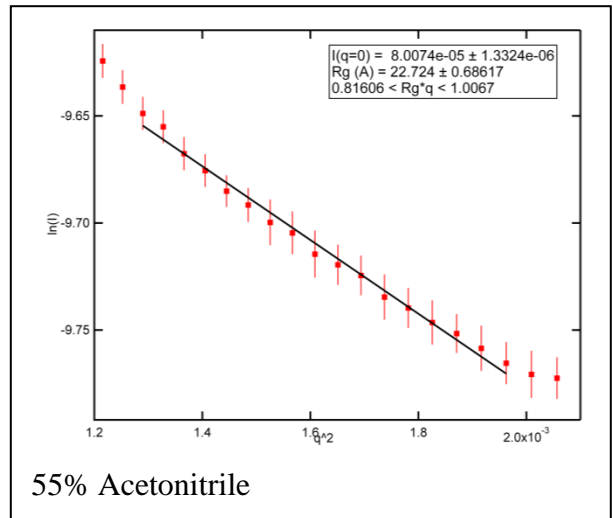 I(q=0) =  8.0074e-05 ± 1.3324e-06
Rg (A) = 22.724 ± 0.68617
0.81606 < Rg*q < 1.0067
-9.65
-9.70
-9.75
ln(I)
1.2
1.4
1.6
1.8
2.0x10⁻³
q^2
55% Acetonitrile